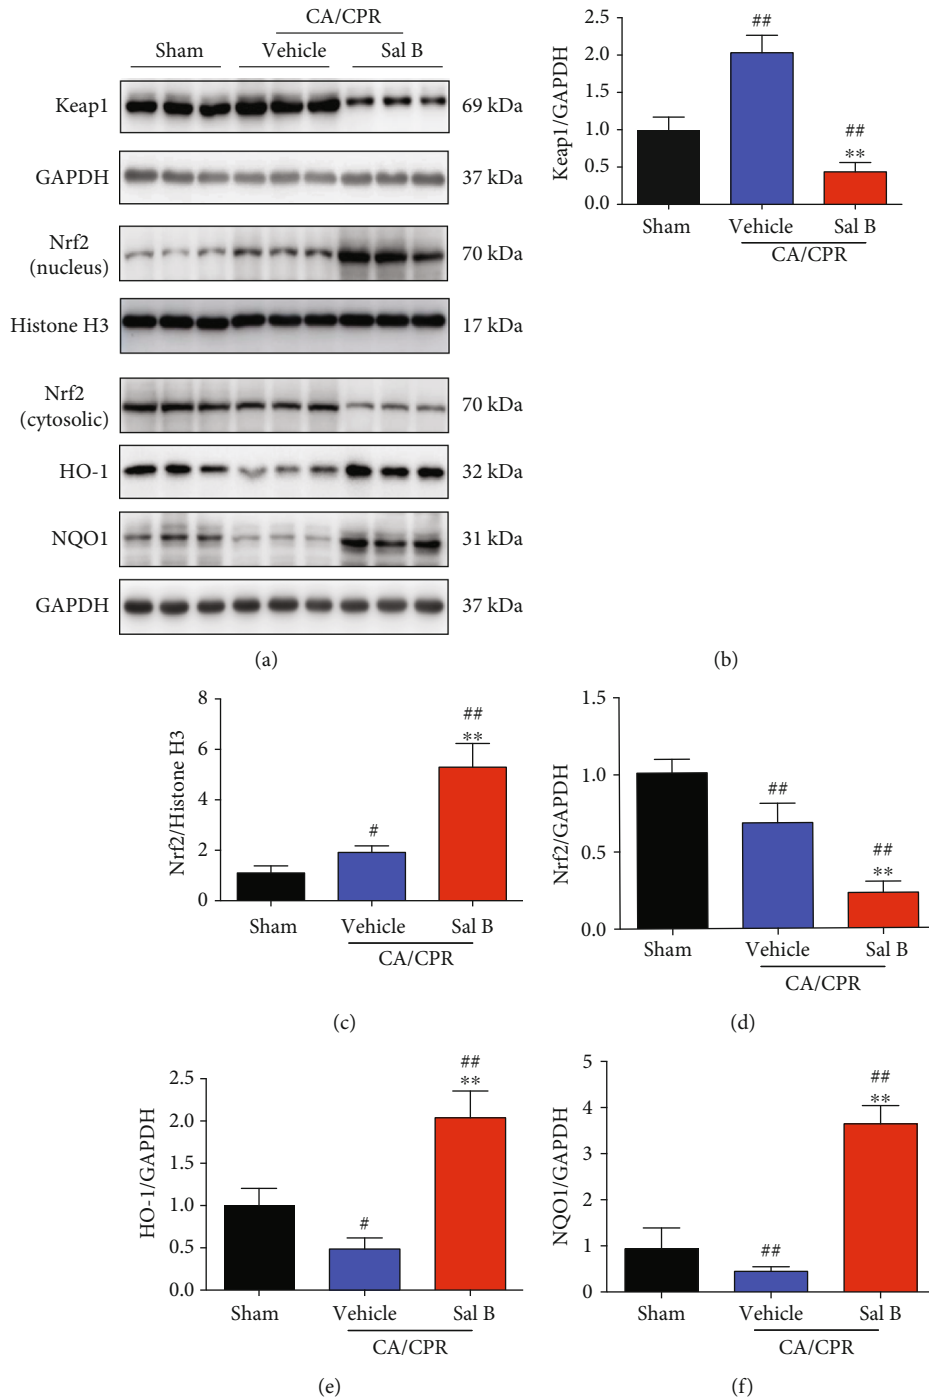 CA/CPR
Sham Vehicle Sal B
Keap1 69 kDa
GAPDH 37 kDa
Nrf2
(nucleus) 70 kDa
Histone H3 17 kDa
Nrf2
(cytosolic) 70 kDa
HO-1 32 kDa
NQO1 31 kDa
GAPDH 37 kDa
(a)
Keap1/GAPDH
2.5
2.0
1.5
1.0
0.5
0.0
##
##
**
Sham Vehicle Sal B
CA/CPR
(b)
Nrf2/Histone H3
8
6
4
2
0
#
##
**
Sham Vehicle Sal B
CA/CPR
(c)
Nrf2/GAPDH
1.5
1.0
0.5
0.0
##
##
**
Sham Vehicle Sal B
CA/CPR
(d)
HO-1/GAPDH
2.5
2.0
1.5
1.0
0.5
0.0
#
##
**
Sham Vehicle Sal B
CA/CPR
(e)
NQO1/GAPDH
5
4
3
2
1
0
##
##
**
Sham Vehicle Sal B
CA/CPR
(f)